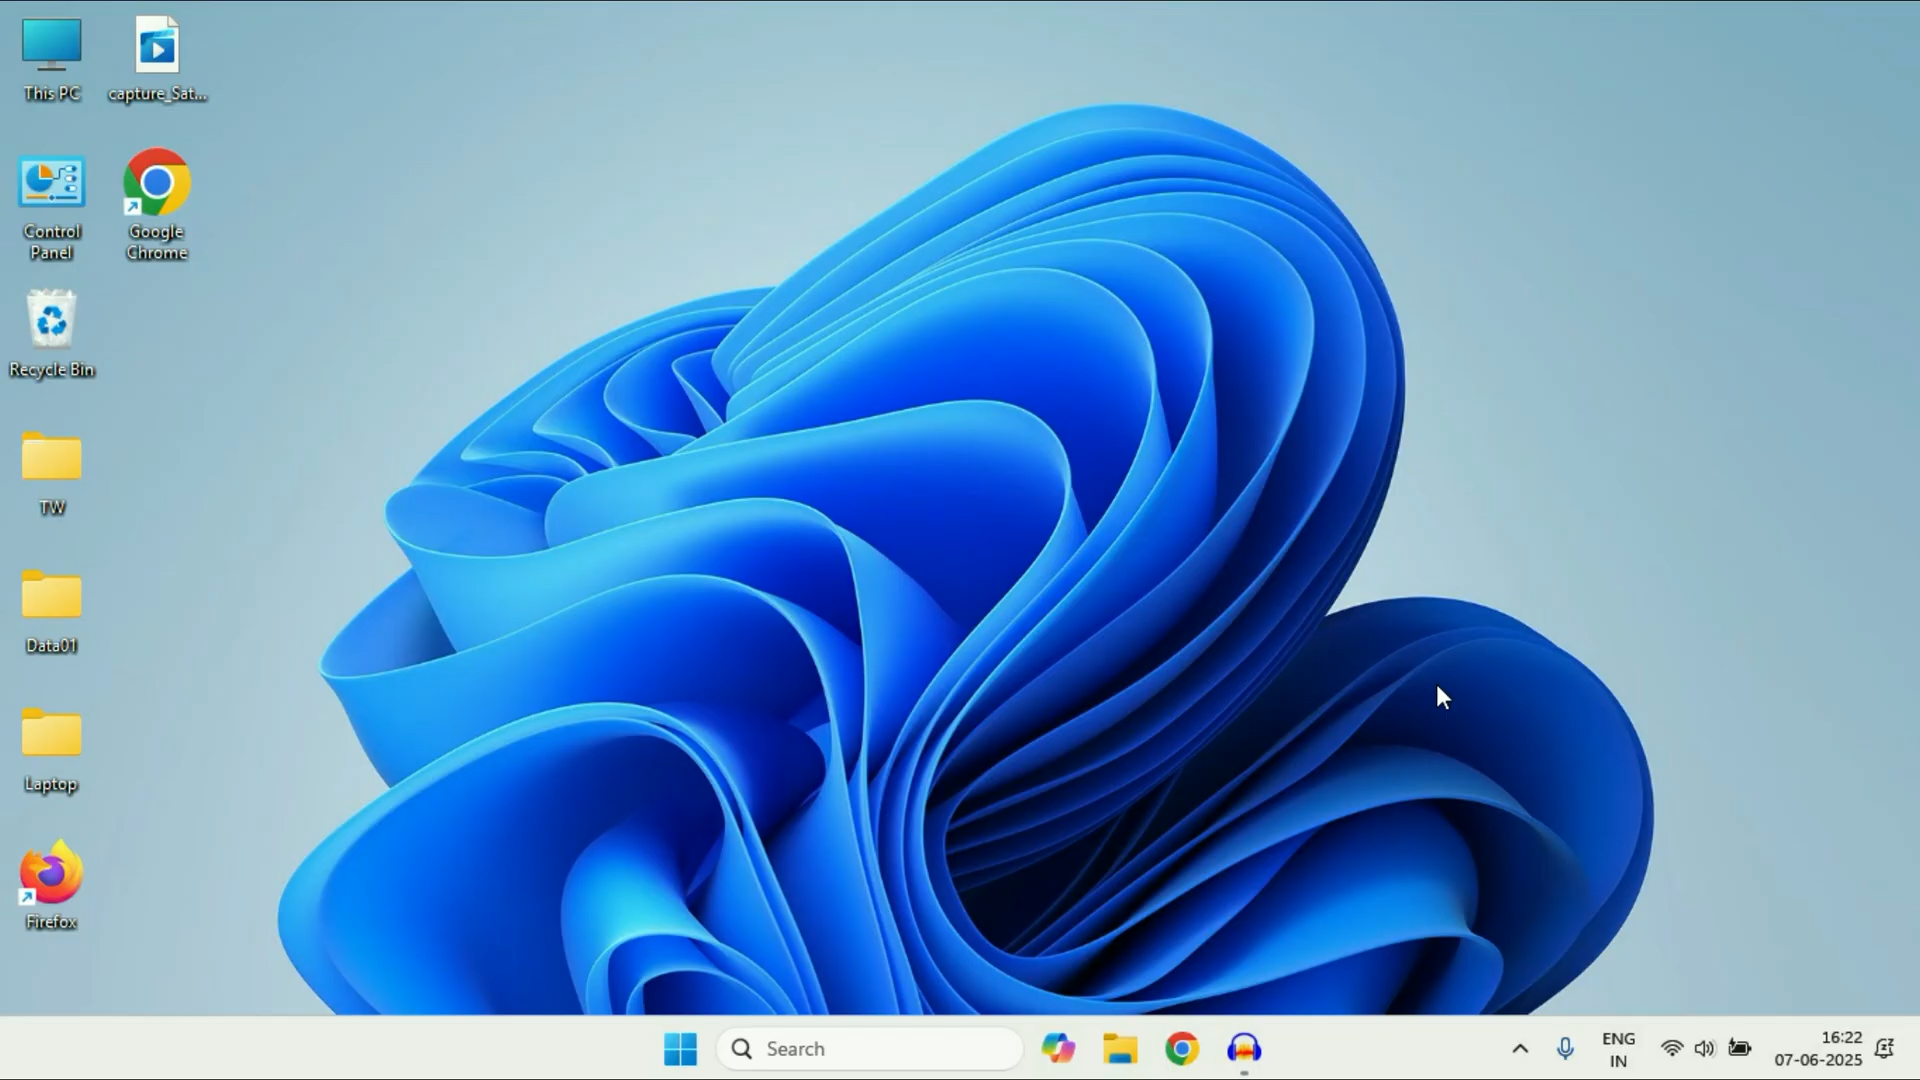 This PC
capture_Sat...
Control
Panel
Google
Chrome
Recycle Bin
TW
Data01
Laptop
Firefox
Search
ENG
IN
16:22
07-06-2025